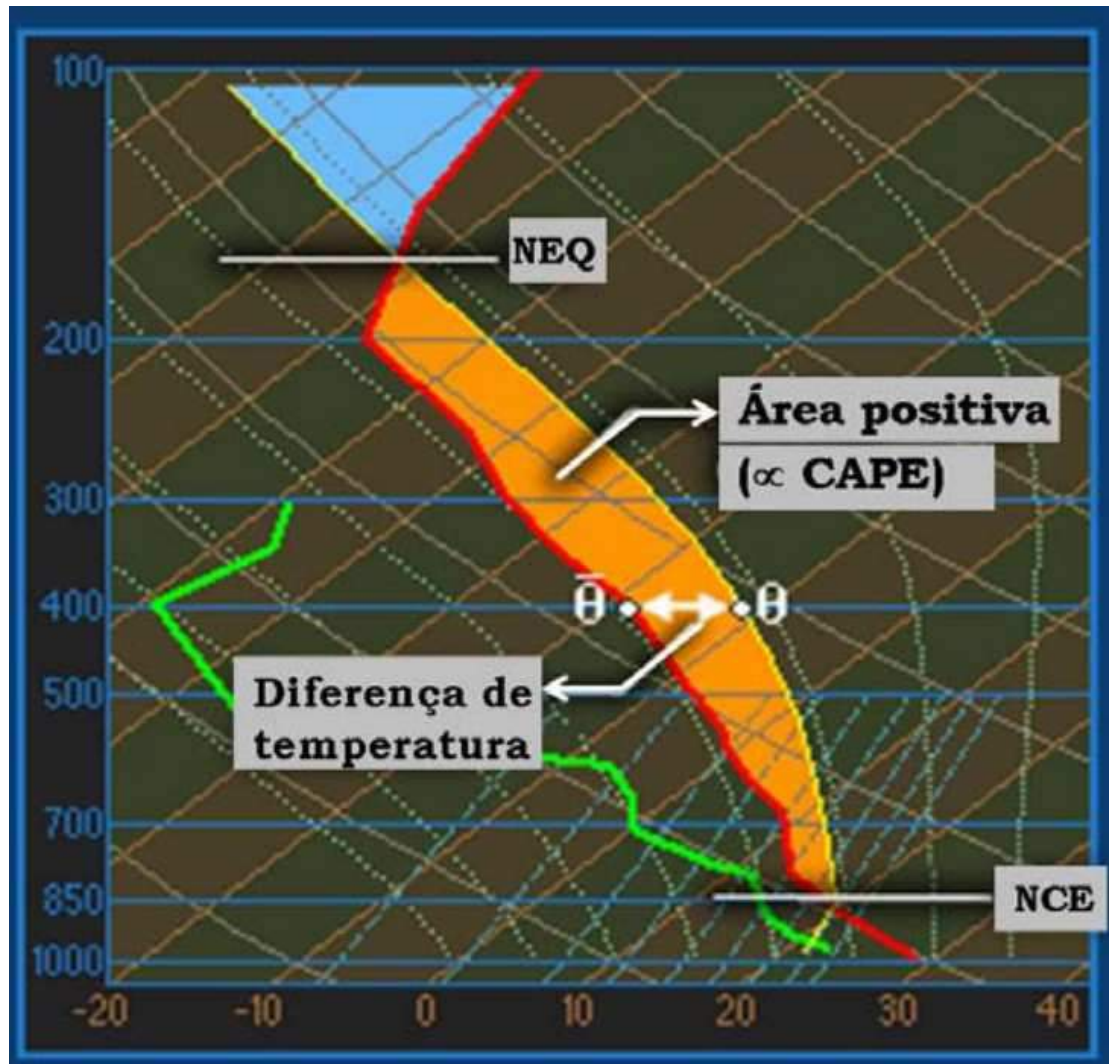 100
NEQ
200
Área positiva
(∝ CAPE)
300
400
θ̄
θ
500
Diferença de
temperatura
700
850
NCE
1000
-20 -10 0 10 20 30 40